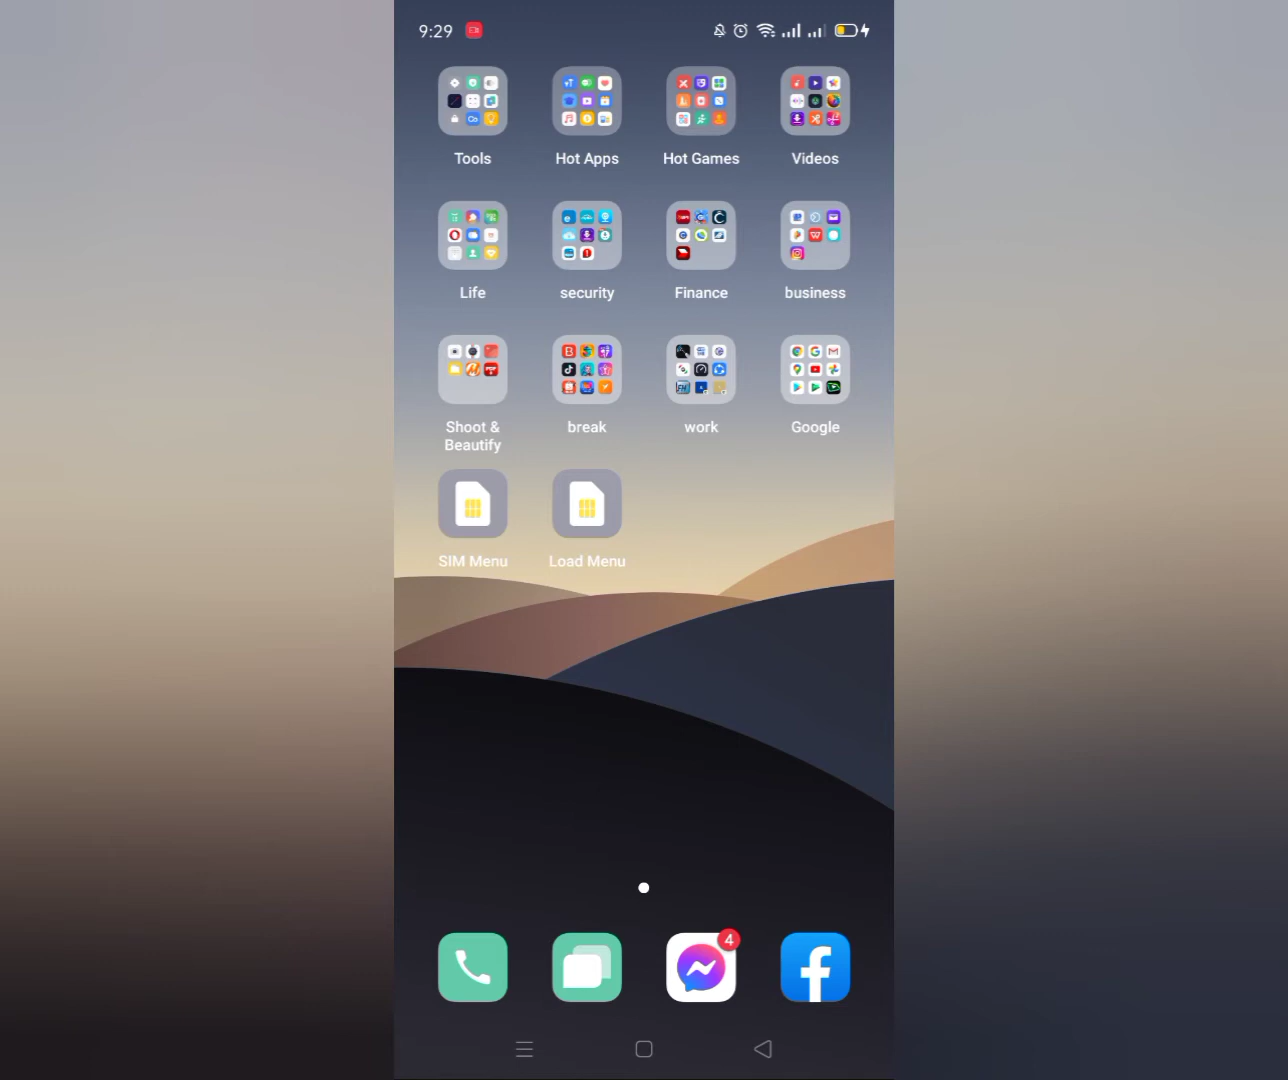 9:29
Tools
Hot Apps
Hot Games
Videos
Life
security
Finance
business
Shoot &
Beautify
break
work
Google
SIM Menu
Load Menu
4